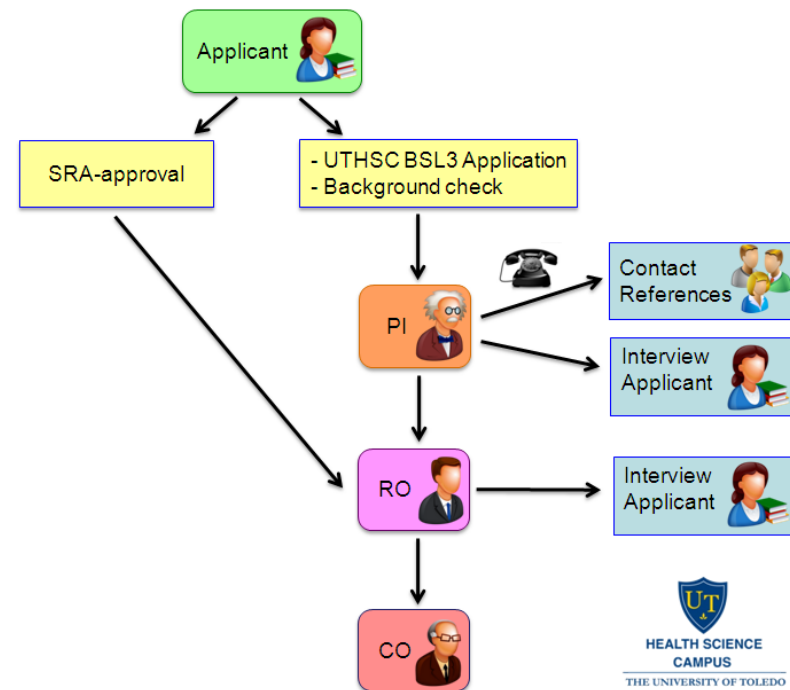 Applicant
SRA-approval
- UTHSC BSL3 Application
- Background check
PI
Contact
References
Interview
Applicant
RO
Interview
Applicant
CO
UT
HEALTH SCIENCE
CAMPUS
THE UNIVERSITY OF TOLEDO